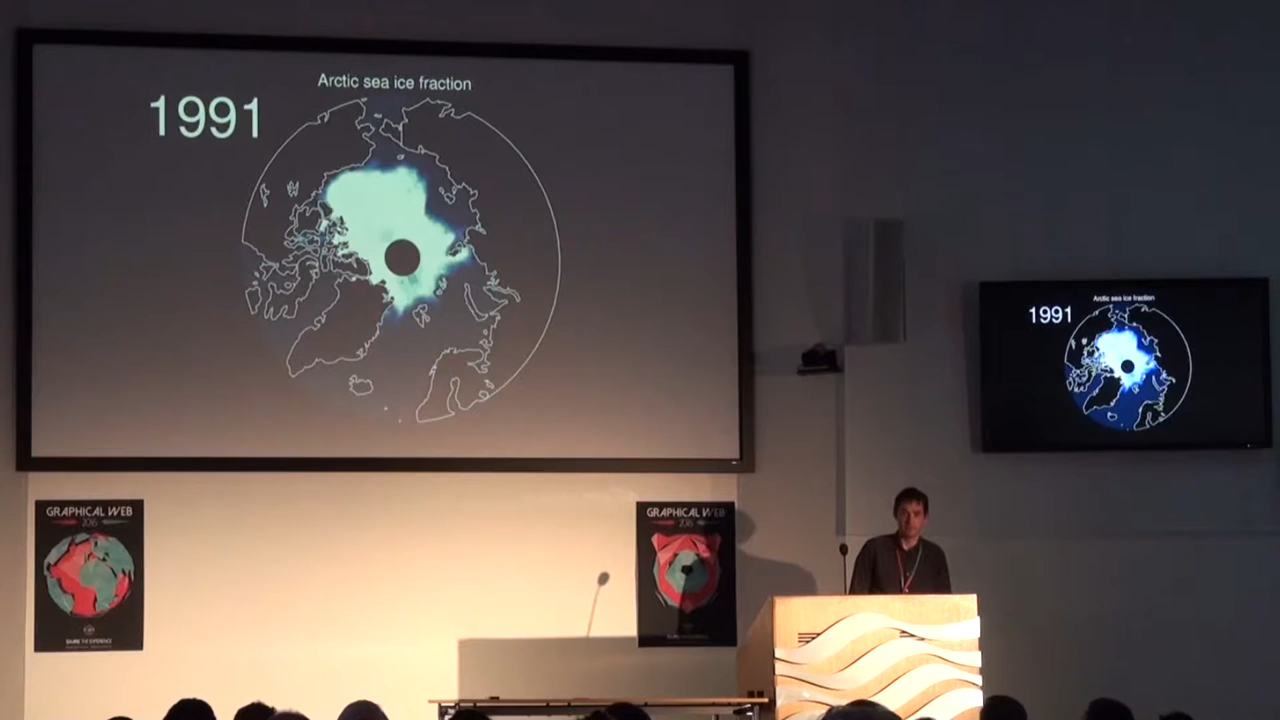 Arctic sea ice fraction
1991
Arctic sea ice fraction
1991
GRAPHICAL WEB
2016
GRAPHICAL WEB
2016